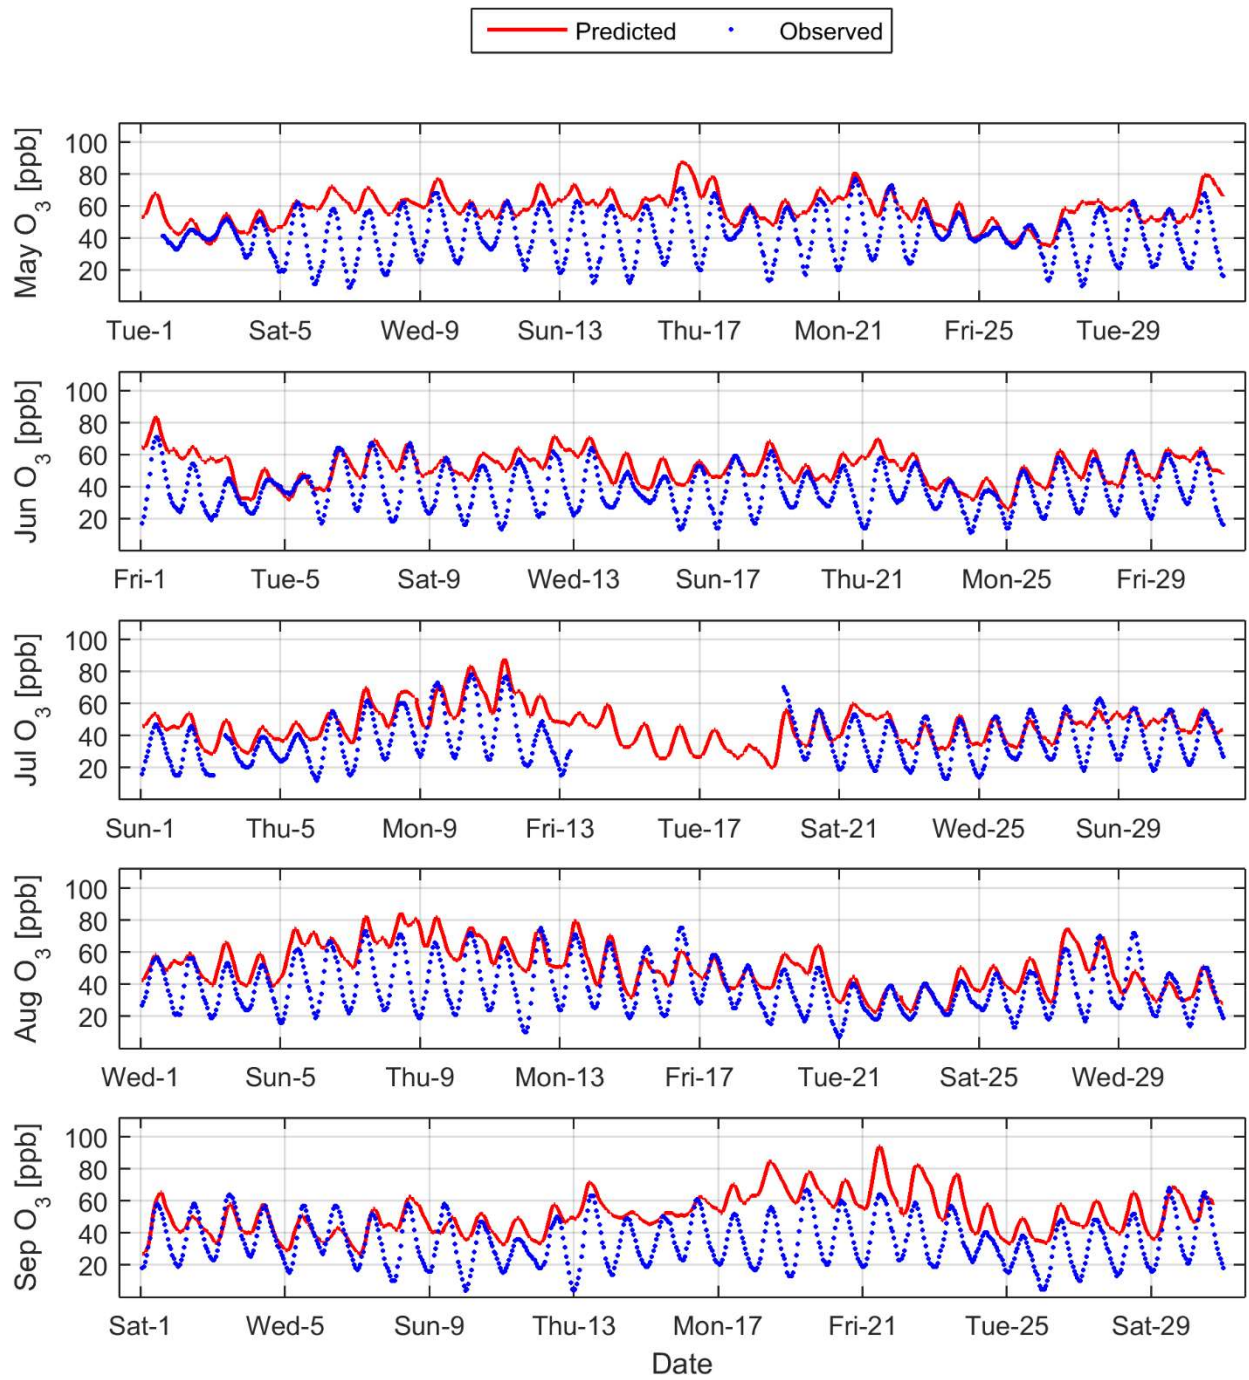 Predicted Observed
May O3 [ppb]
100
80
60
40
20
Tue-1 Sat-5 Wed-9 Sun-13 Thu-17 Mon-21 Fri-25 Tue-29
Jun O3 [ppb]
100
80
60
40
20
Fri-1 Tue-5 Sat-9 Wed-13 Sun-17 Thu-21 Mon-25 Fri-29
Jul O3 [ppb]
100
80
60
40
20
Sun-1 Thu-5 Mon-9 Fri-13 Tue-17 Sat-21 Wed-25 Sun-29
Aug O3 [ppb]
100
80
60
40
20
Wed-1 Sun-5 Thu-9 Mon-13 Fri-17 Tue-21 Sat-25 Wed-29
Sep O3 [ppb]
100
80
60
40
20
Sat-1 Wed-5 Sun-9 Thu-13 Mon-17 Fri-21 Tue-25 Sat-29
Date